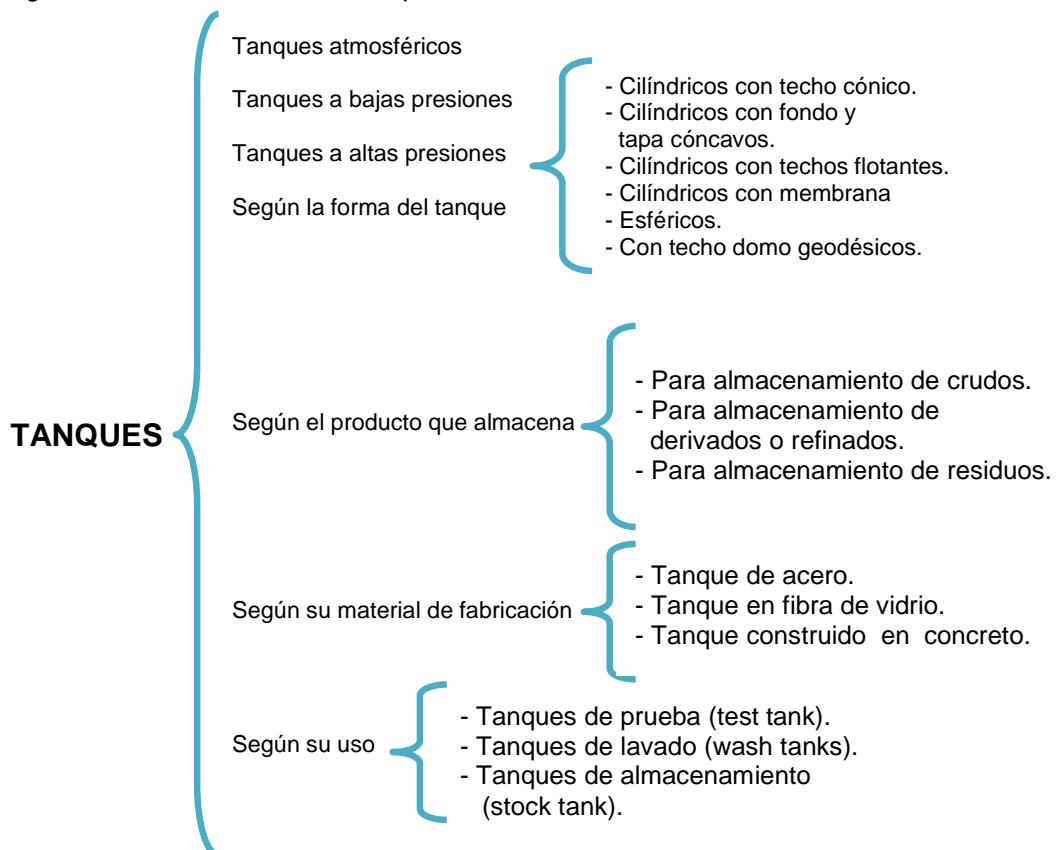 Tanques atmosféricos
Tanques a bajas presiones
Tanques a altas presiones
Según la forma del tanque
- Cilíndricos con techo cónico.
- Cilíndricos con fondo y
tapa cóncavos.
- Cilíndricos con techos flotantes.
- Cilíndricos con membrana
- Esféricos.
- Con techo domo geodésicos.
TANQUES
Según el producto que almacena
- Para almacenamiento de crudos.
- Para almacenamiento de
derivados o refinados.
- Para almacenamiento de residuos.
Según su material de fabricación
- Tanque de acero.
- Tanque en fibra de vidrio.
- Tanque construido en concreto.
Según su uso
- Tanques de prueba (test tank).
- Tanques de lavado (wash tanks).
- Tanques de almacenamiento
(stock tank).